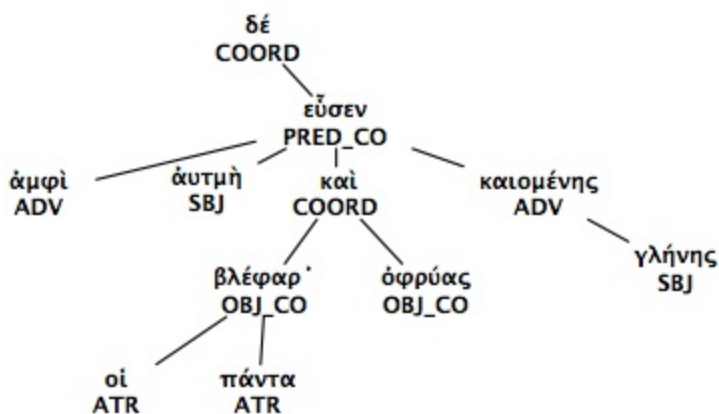 δέ
COORD
εὗσεν
PRED_CO
ἀμφὶ
ADV
ἀυτμὴ
SBJ
καὶ
COORD
καιομένης
ADV
γλήνης
SBJ
βλέφαρ᾽
OBJ_CO
ὀφρύας
OBJ_CO
οἱ
ATR
πάντα
ATR